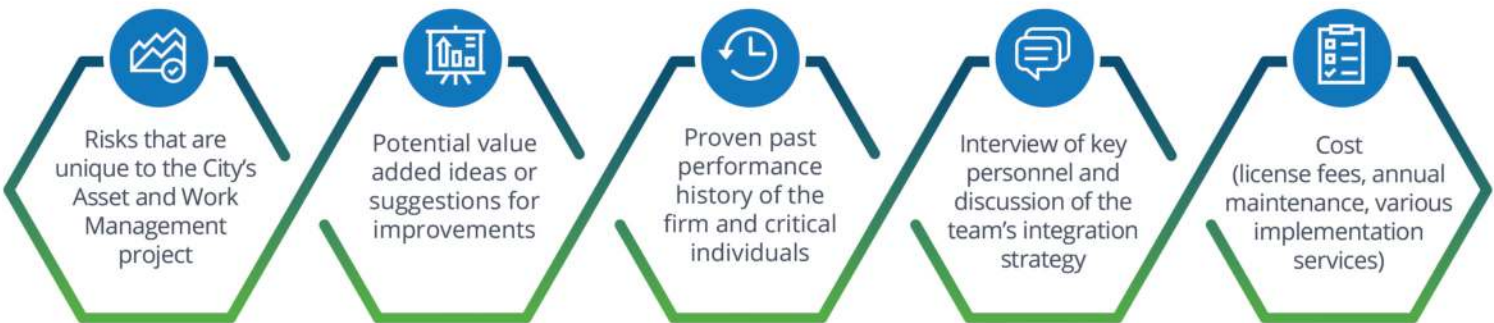 Risks that are
unique to the City's
Asset and Work
Management
project
Potential value
added ideas or
suggestions for
improvements
Proven past
performance
history of the
firm and critical
individuals
Interview of key
personnel and
discussion of the
team's integration
strategy
Cost
(license fees, annual
maintenance, various
implementation
services)